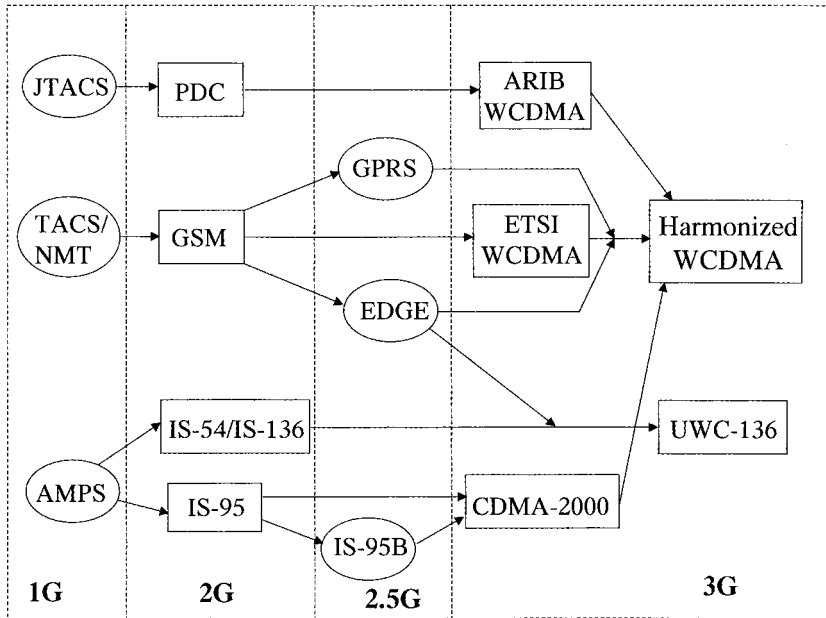 JTACS
PDC
ARIB
WCDMA
GPRS
TACS/
NMT
GSM
ETSI
WCDMA
Harmonized
WCDMA
EDGE
IS-54/IS-136
UWC-136
AMPS
IS-95
CDMA-2000
IS-95B
1G
2G
2.5G
3G